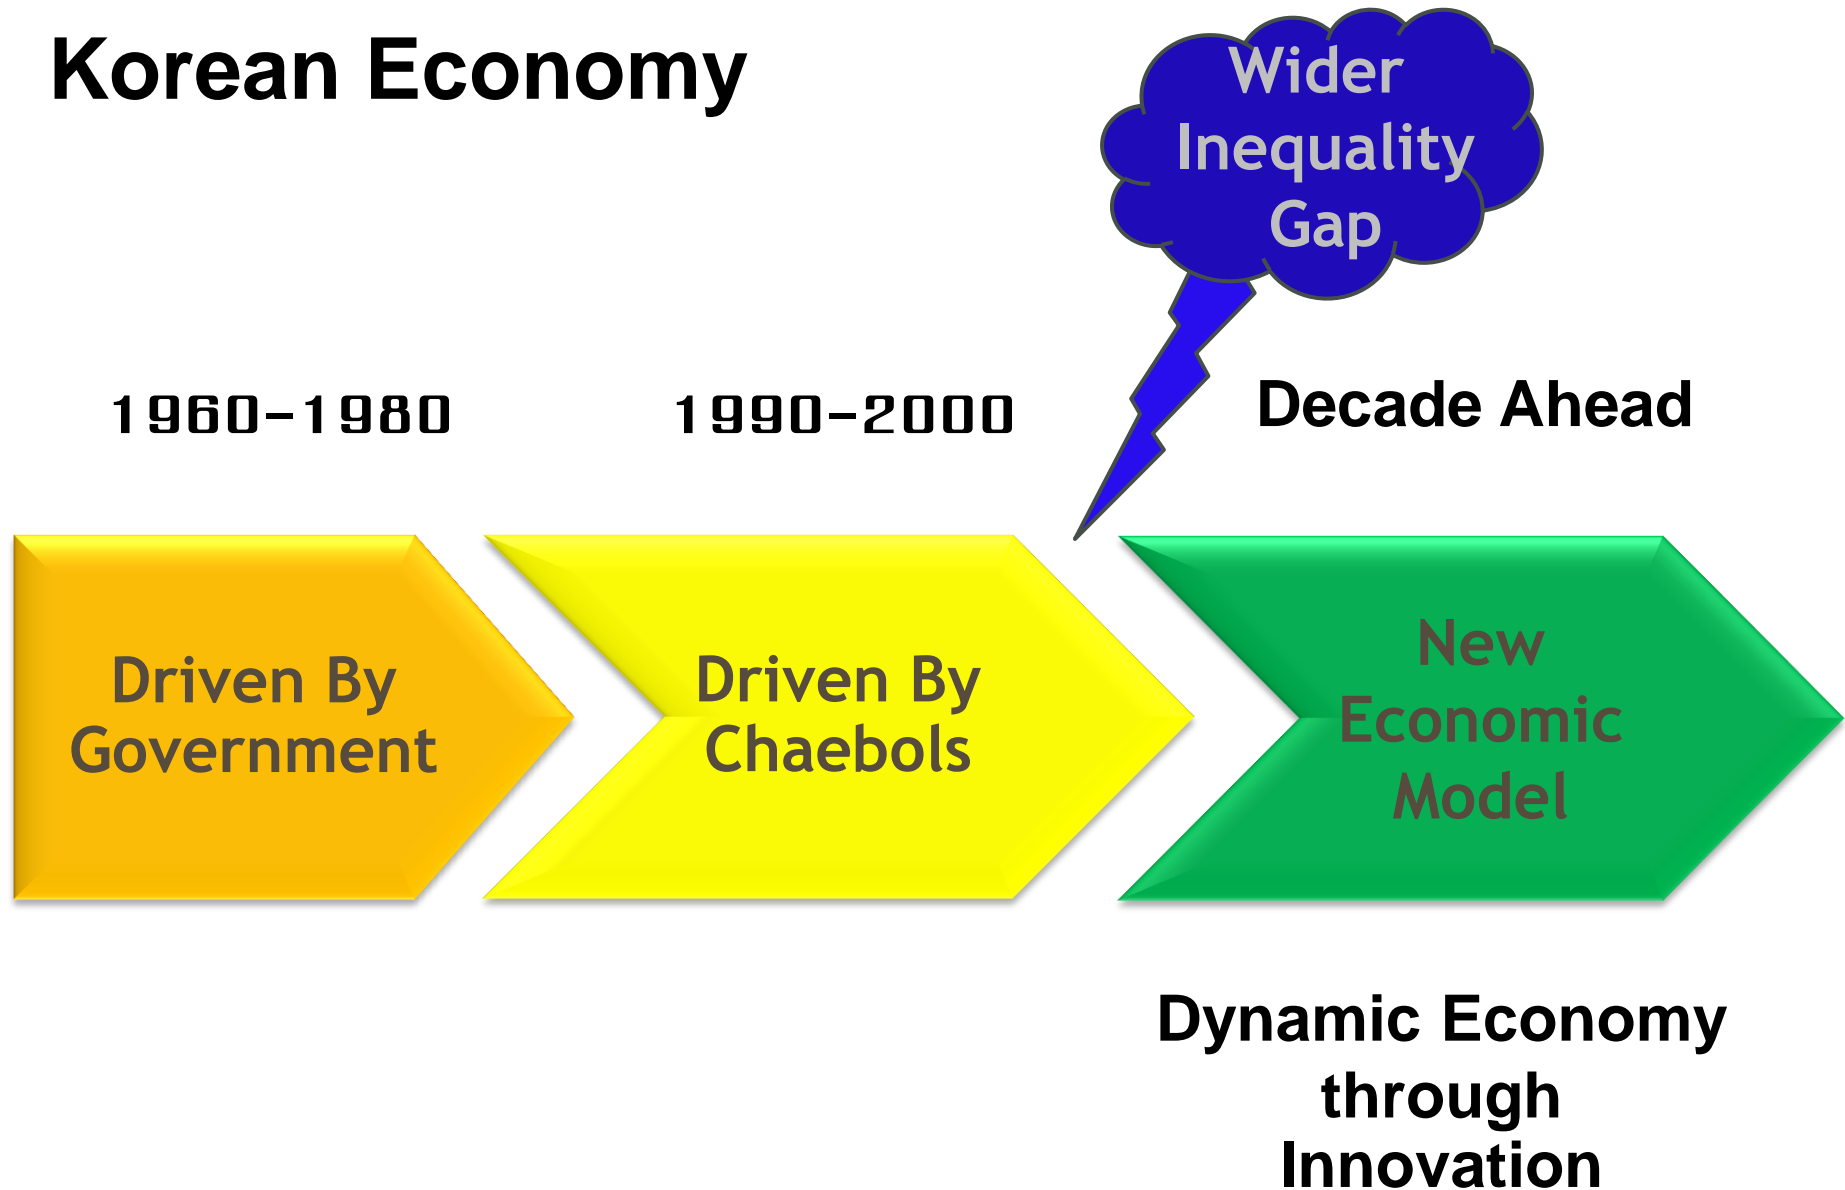 Korean Economy
Wider
Inequality
Gap
1960-1980
1990-2000
Decade Ahead
Driven By
Government
Driven By
Chaebols
New
Economic
Model
Dynamic Economy
through
Innovation